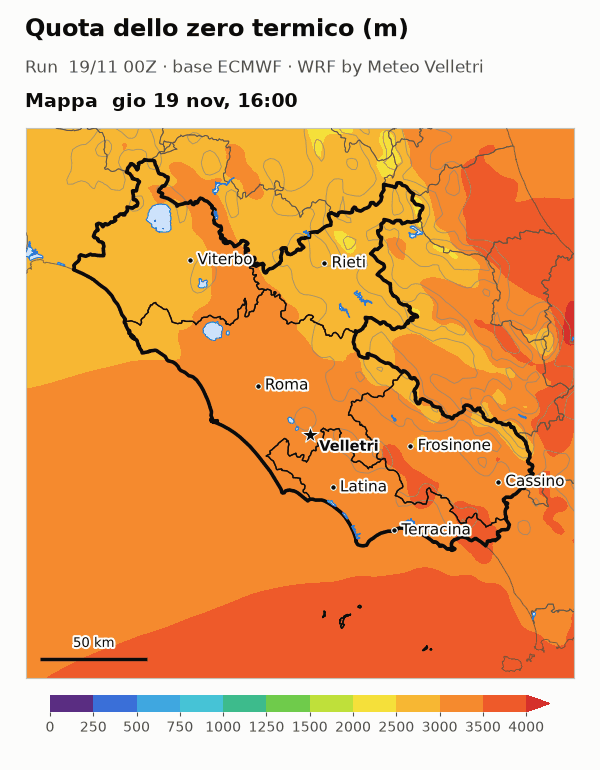 Quota dello zero termico (m)
Run  19/11 00Z · base ECMWF · WRF by Meteo Velletri
Mappa  gio 19 nov, 16:00
Viterbo
Rieti
Roma
Velletri
Frosinone
Cassino
Latina
Terracina
50 km
0 250 500 750 1000 1250 1500 2000 2500 3000 3500 4000